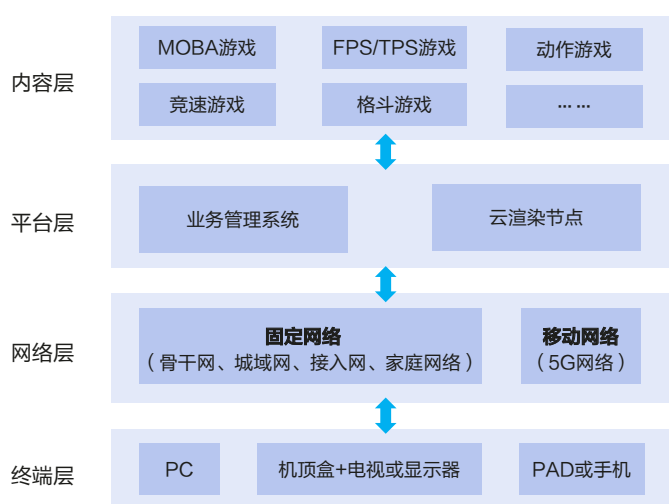 内容层
MOBA游戏
FPS/TPS游戏
动作游戏
竞速游戏
格斗游戏
... ...
平台层
业务管理系统
云渲染节点
网络层
固定网络
（骨干网、城域网、接入网、家庭网络）
移动网络
（5G网络）
终端层
PC
机顶盒+电视或显示器
PAD或手机